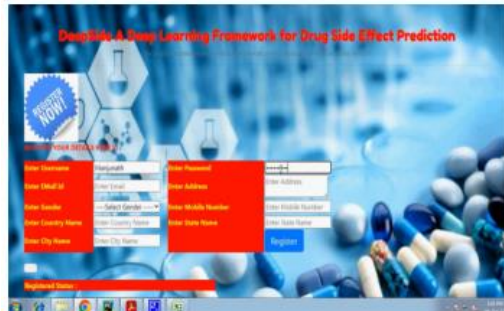 DeepSide A Deep Learning Framework for Drug Side Effect Prediction
REGISTER NOW!
YOUR DETAILS
Enter Username Manjunath Enter Password
Enter EMail Id Enter Email Enter Address Enter Address
Enter Gender ---Select Gender--- Enter Mobile Number Enter Mobile Number
Enter Country Name Enter Country Name Enter State Name Enter State Name
Enter City Name Enter City Name Register
Registered Status :